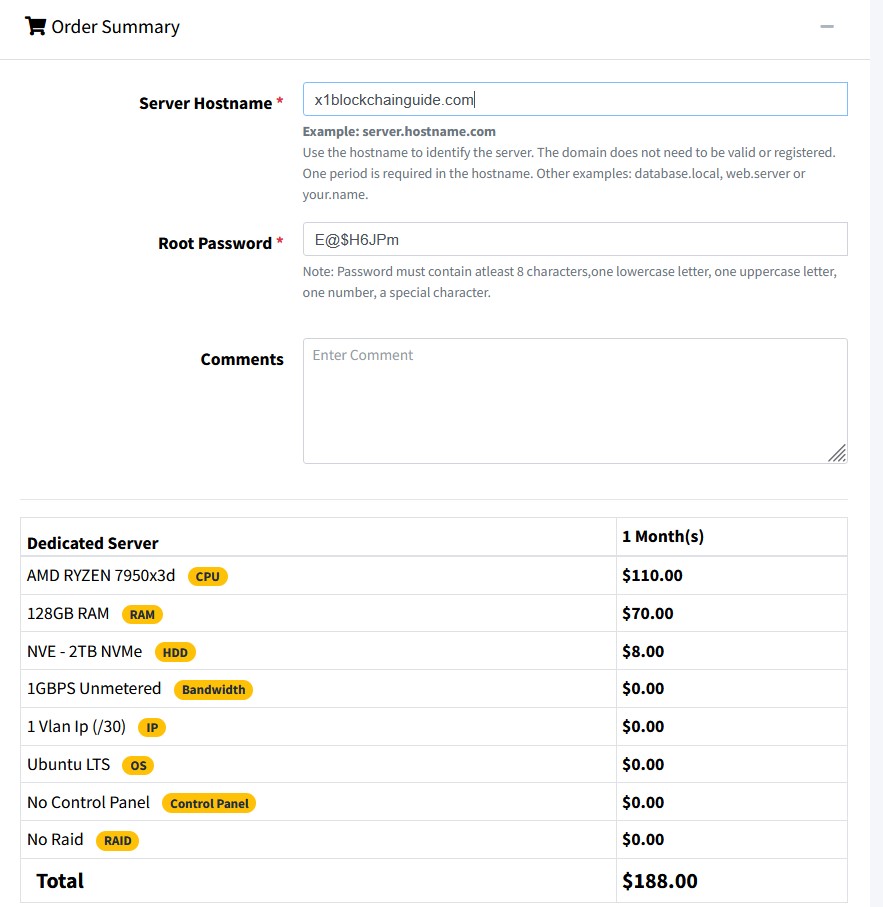 Order Summary
Server Hostname *
x1blockchainguide.com
Example: server.hostname.com
Use the hostname to identify the server. The domain does not need to be valid or registered.
One period is required in the hostname. Other examples: database.local, web.server or
your.name.
Root Password *
E@$H6JPm
Note: Password must contain atleast 8 characters,one lowercase letter, one uppercase letter,
one number, a special character.
Comments
Enter Comment
Dedicated Server 1 Month(s)
AMD RYZEN 7950x3d CPU $110.00
128GB RAM RAM $70.00
NVE - 2TB NVMe HDD $8.00
1GBPS Unmetered Bandwidth $0.00
1 Vlan Ip (/30) IP $0.00
Ubuntu LTS OS $0.00
No Control Panel Control Panel $0.00
No Raid RAID $0.00
Total $188.00